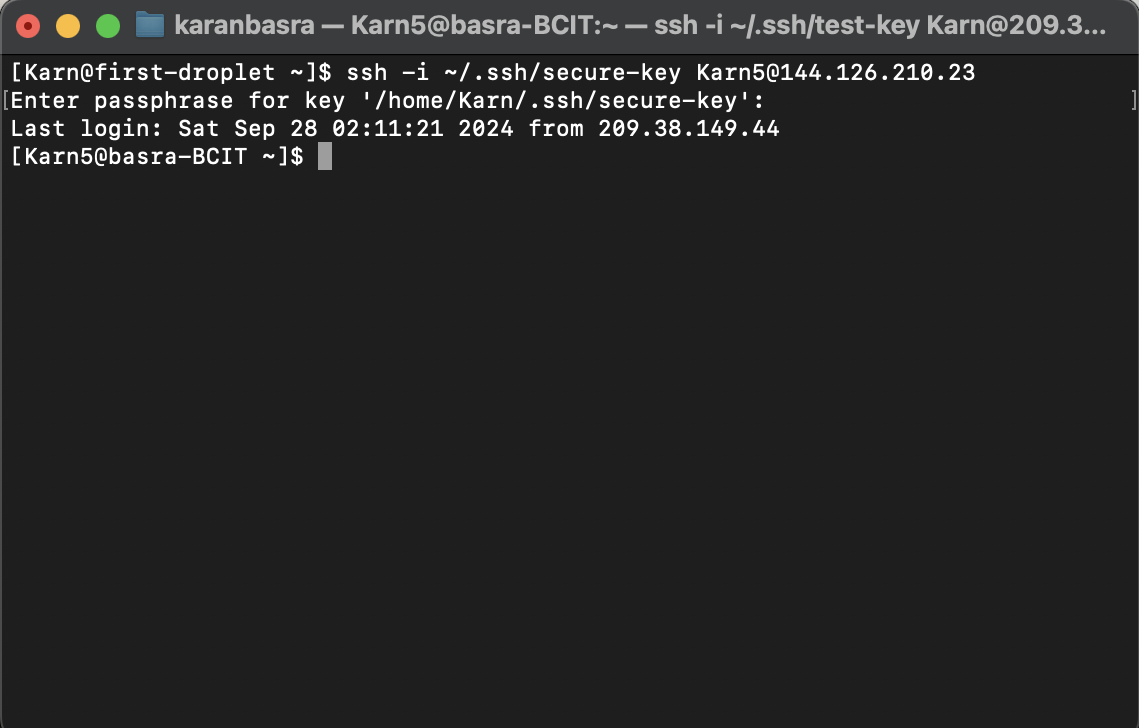 karanbasra — Karn5@basra-BCIT:~ — ssh -i ~/.ssh/test-key Karn@209.3...
[Karn@first-droplet ~]$ ssh -i ~/.ssh/secure-key Karn5@144.126.210.23
[Enter passphrase for key '/home/Karn/.ssh/secure-key': ]
Last login: Sat Sep 28 02:11:21 2024 from 209.38.149.44
[Karn5@basra-BCIT ~]$